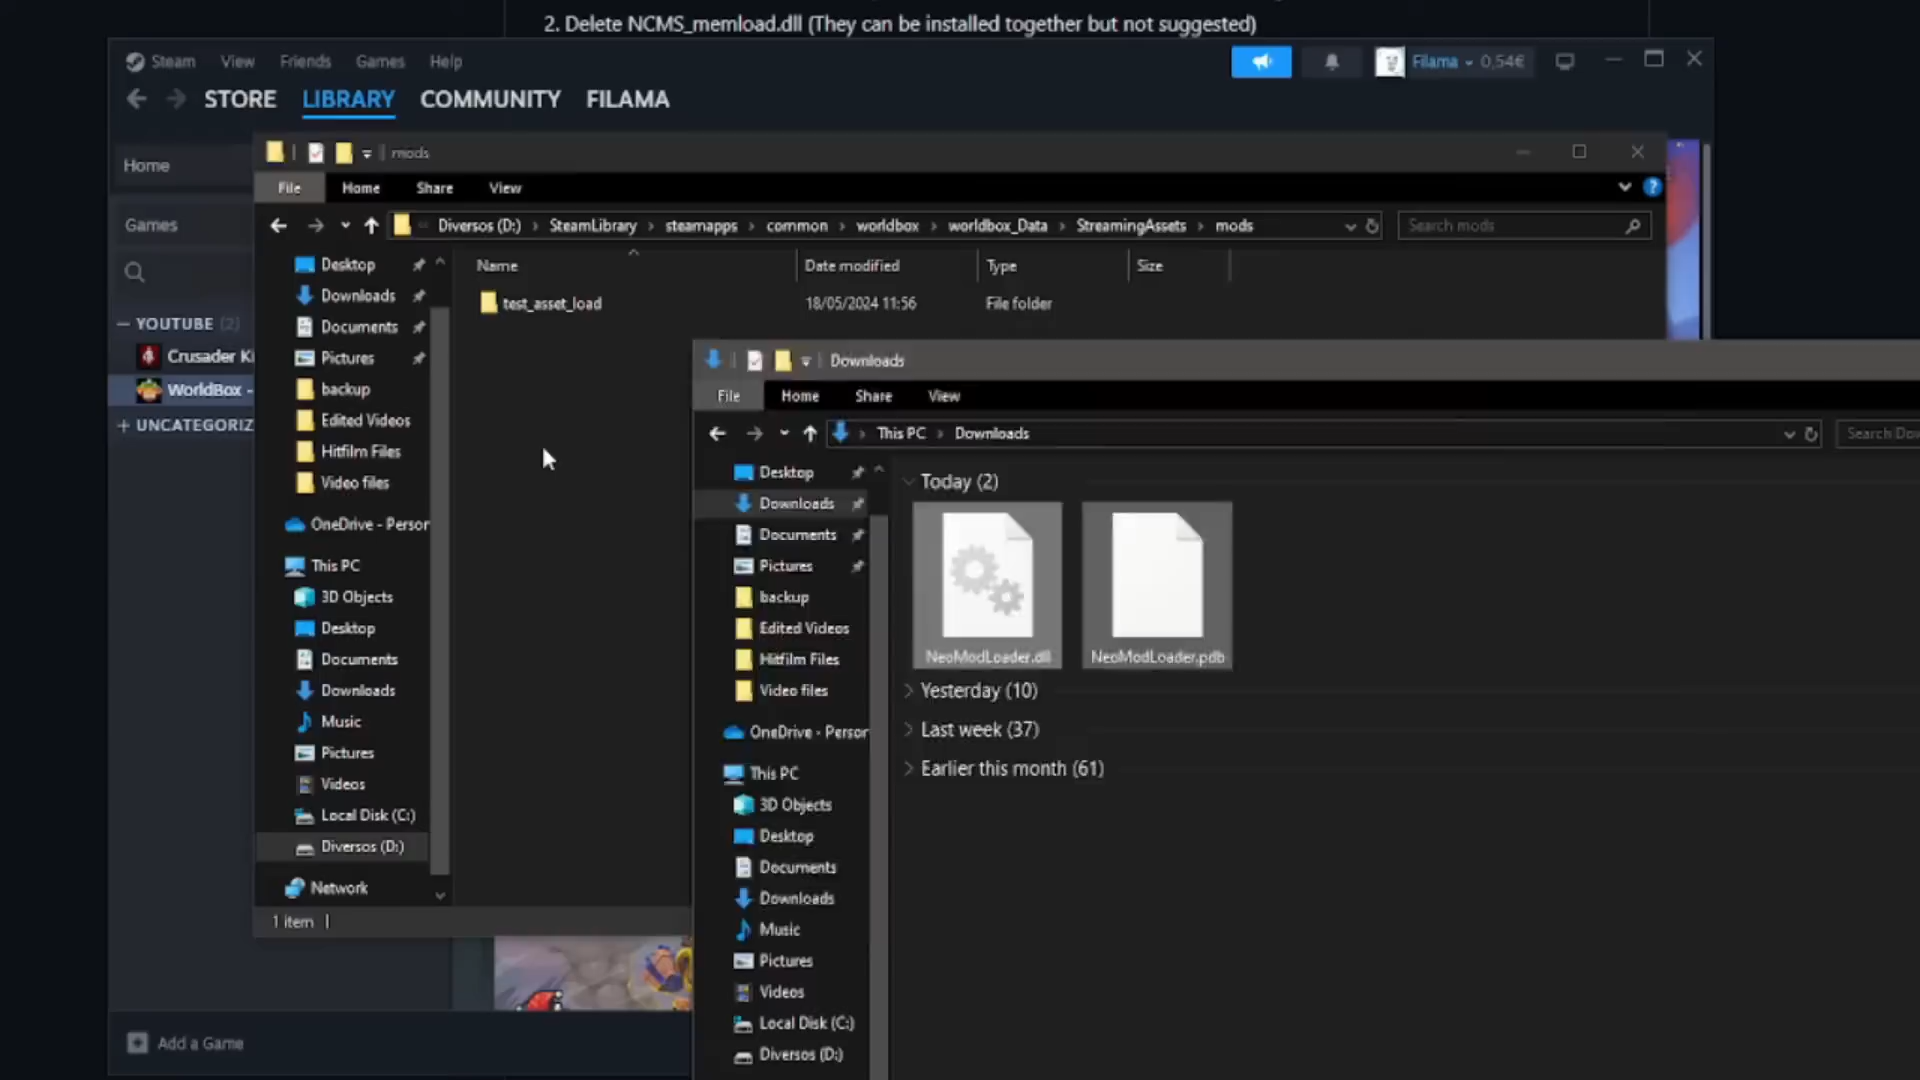 2. Delete NCMS_memload.dll (They can be installed together but not suggested)
Steam View Friends Games Help
Filama 0,54€
STORE LIBRARY COMMUNITY FILAMA
Home
Games
YOUTUBE (2)
Crusader Ki
WorldBox -
UNCATEGORIZ
Add a Game
mods
File Home Share View
Diversos (D:) SteamLibrary steamapps common worldbox worldbox_Data StreamingAssets mods
Search mods
Name Date modified Type Size
test_asset_load 18/05/2024 11:56 File folder
Desktop
Downloads
Documents
Pictures
backup
Edited Videos
Hitfilm Files
Video files
OneDrive - Person
This PC
3D Objects
Desktop
Documents
Downloads
Music
Pictures
Videos
Local Disk (C:)
Diversos (D:)
Network
1 item
Downloads
File Home Share View
This PC Downloads
Search Dow
Desktop
Downloads
Documents
Pictures
backup
Edited Videos
Hitfilm Files
Video files
OneDrive - Person
This PC
3D Objects
Desktop
Documents
Downloads
Music
Pictures
Videos
Local Disk (C:)
Diversos (D:)
Today (2)
NeoModLoader.dll NeoModLoader.pdb
Yesterday (10)
Last week (37)
Earlier this month (61)